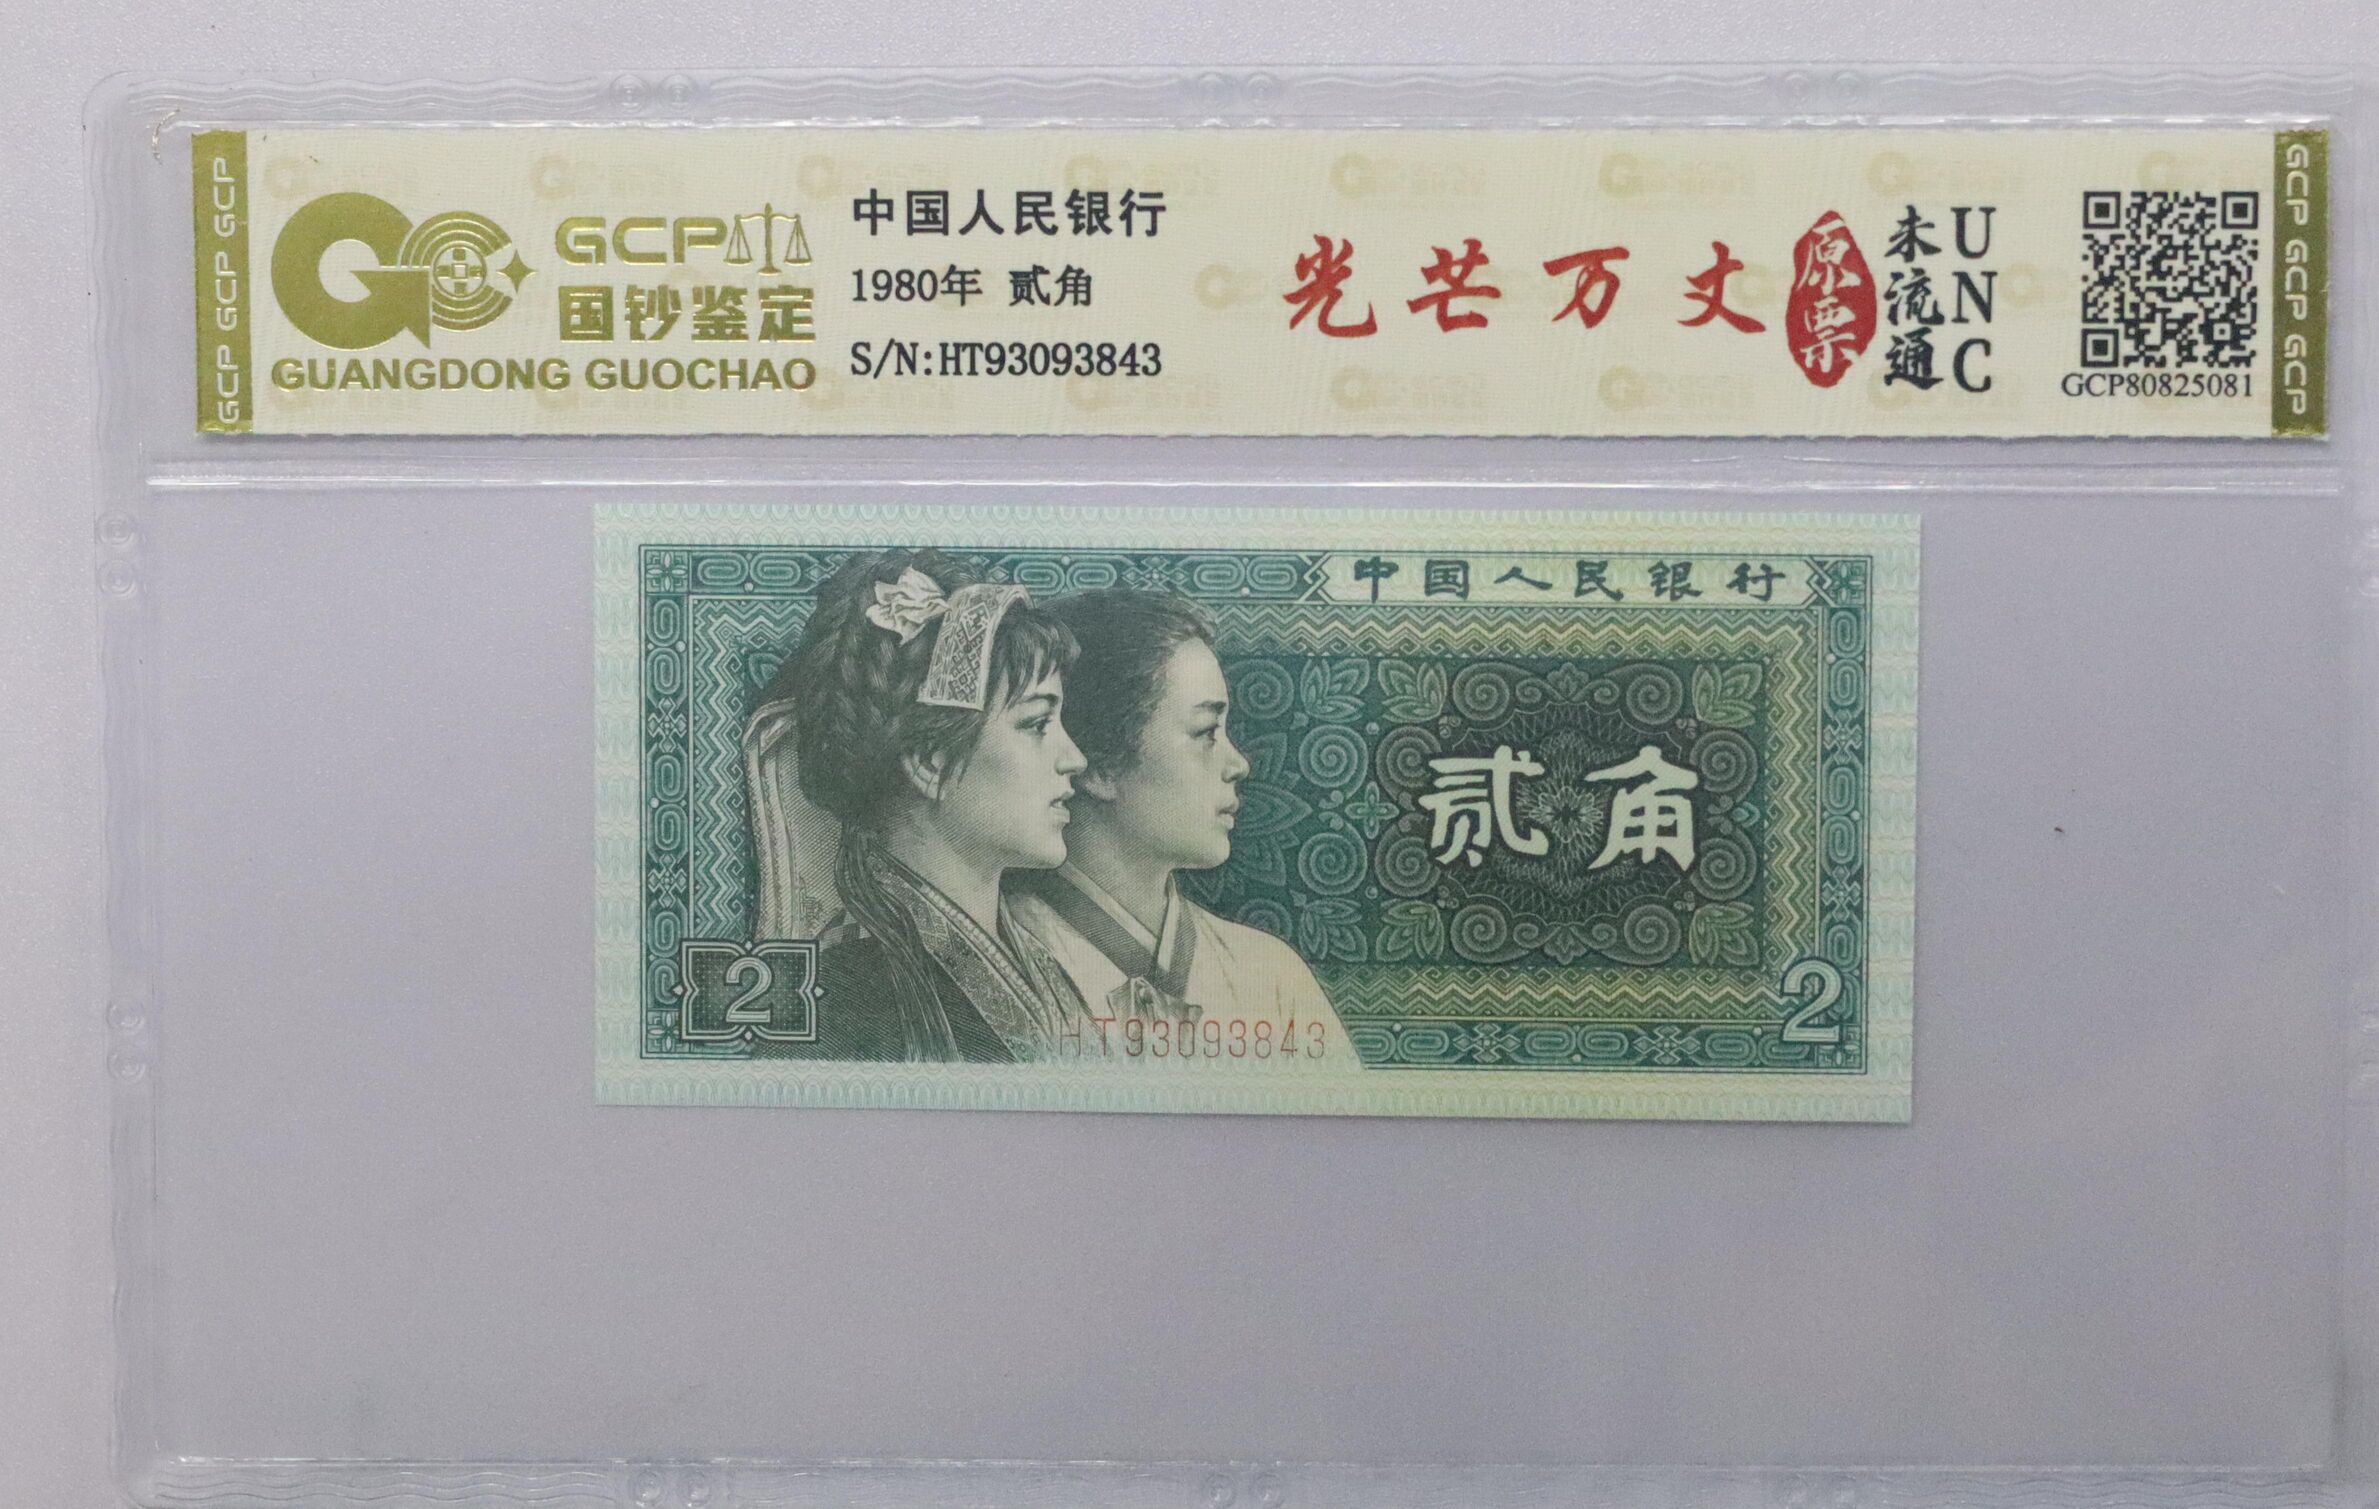 GCP GCP GCP
GCP
国钞鉴定
GUANGDONG GUOCHAO
中国人民银行
1980年 贰角
S/N:HT93093843
光芒万丈
原票
未流通
UNC
GCP80825081
GCP GCP GCP
中国人民银行
贰角
2
2
HT93093843